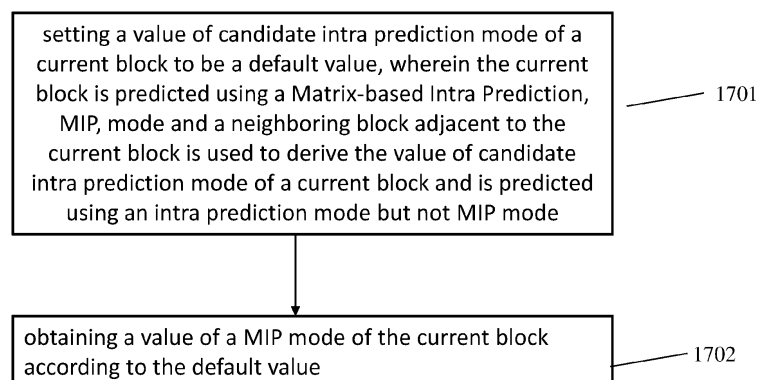 setting a value of candidate intra prediction mode of a
current block to be a default value, wherein the current
block is predicted using a Matrix-based Intra Prediction,
MIP, mode and a neighboring block adjacent to the
current block is used to derive the value of candidate
intra prediction mode of a current block and is predicted
using an intra prediction mode but not MIP mode
1701
obtaining a value of a MIP mode of the current block
according to the default value
1702